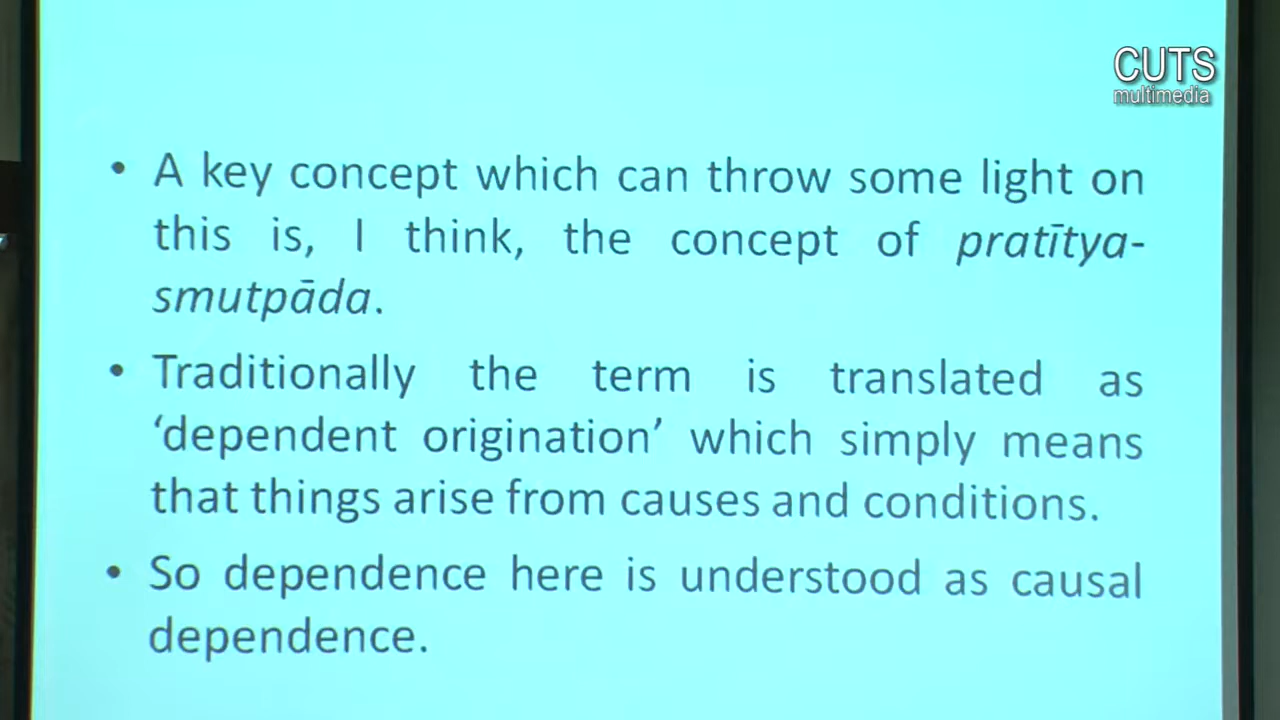 CUTS
multimedia
• A key concept which can throw some light on
this is, I think, the concept of pratītya-
smutpāda.
• Traditionally the term is translated as
‘dependent origination’ which simply means
that things arise from causes and conditions.
• So dependence here is understood as causal
dependence.